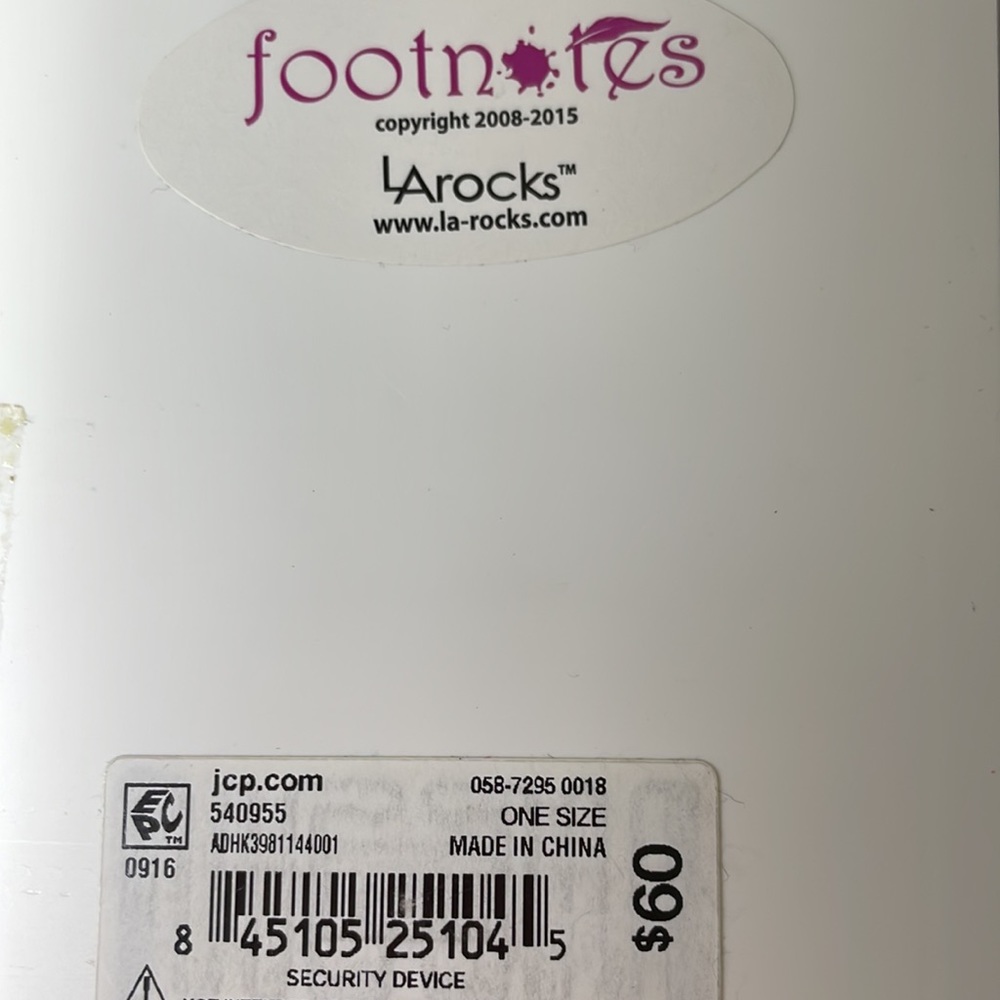 footnotes
copyright 2008-2015
LArocks™
www.la-rocks.com
EPC™
jcp.com
058-7295 0018
540955
ONE SIZE
ADHK3981144001
MADE IN CHINA
0916
$60
8 45105 25104 5
SECURITY DEVICE